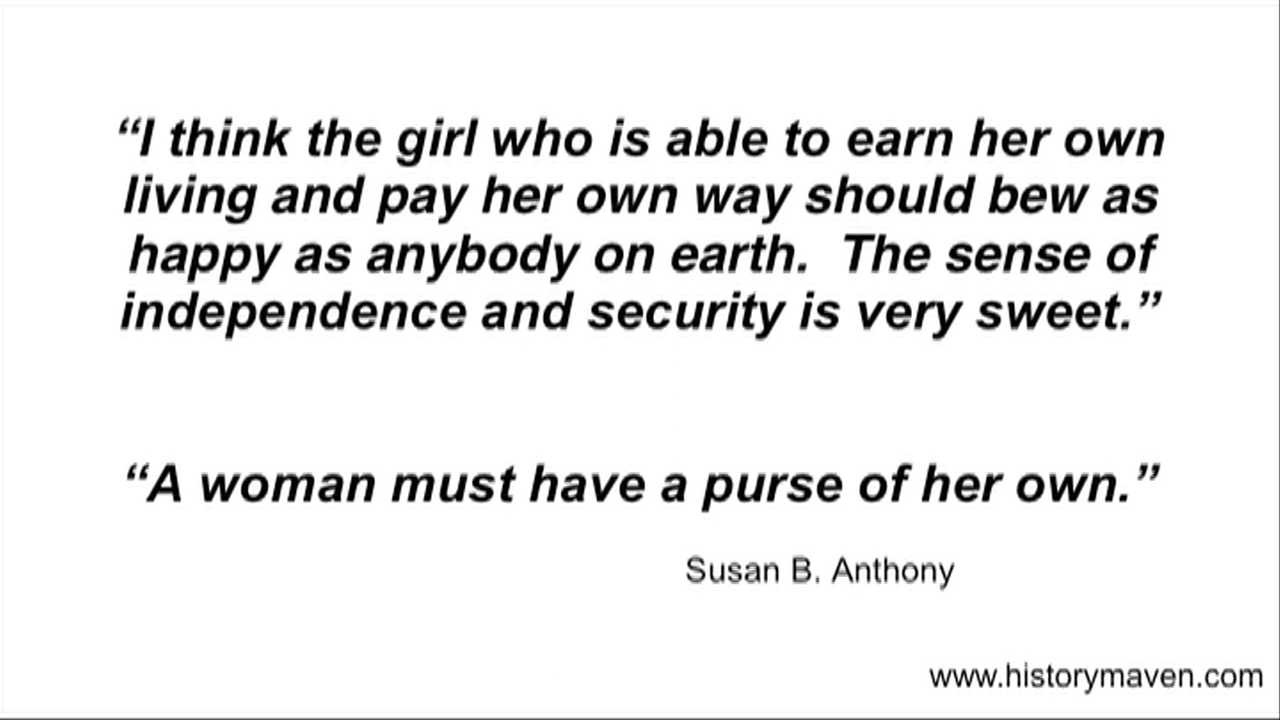 “I think the girl who is able to earn her own
living and pay her own way should bew as
happy as anybody on earth.  The sense of
independence and security is very sweet.”
“A woman must have a purse of her own.”
Susan B. Anthony
www.historymaven.com